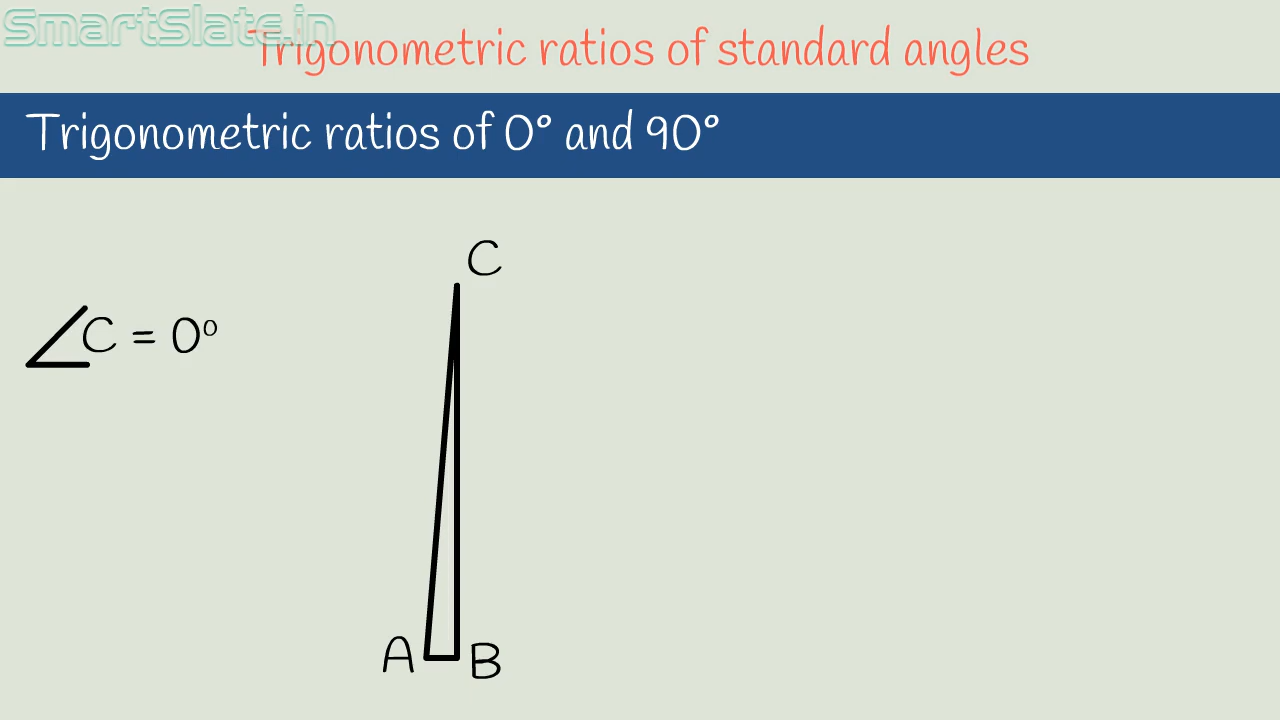 SmartSlate.in
Trigonometric ratios of standard angles
Trigonometric ratios of 0° and 90°
C
∠C = 0°
A B